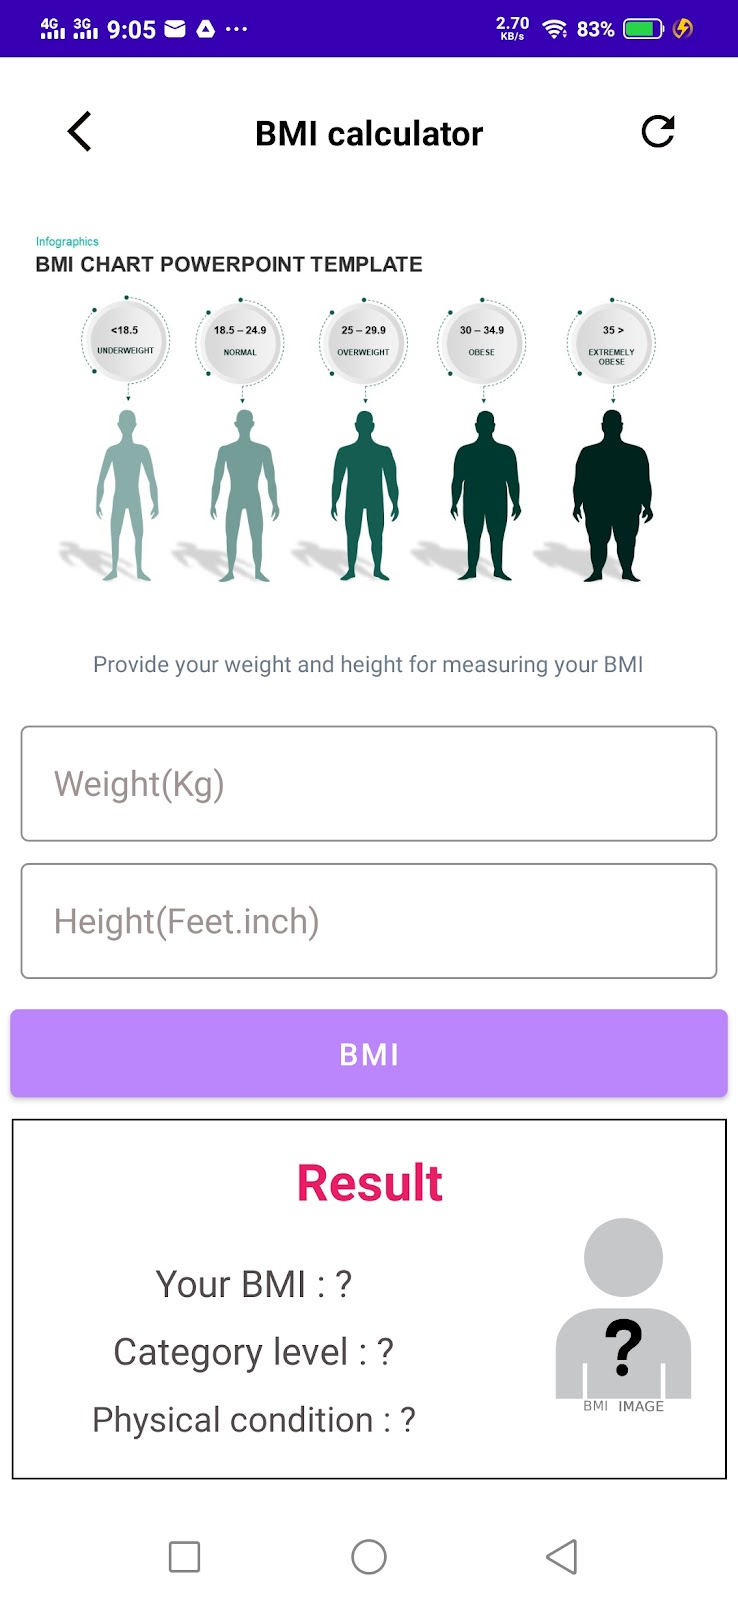 4G 3G 9:05 ... 2.70 KB/s 83%
BMI calculator
Infographics
BMI CHART POWERPOINT TEMPLATE
<18.5 18.5 – 24.9 25 – 29.9 30 – 34.9 35 >
UNDERWEIGHT NORMAL OVERWEIGHT OBESE EXTREMELY
OBESE
Provide your weight and height for measuring your BMI
Weight(Kg)
Height(Feet.inch)
BMI
Result
Your BMI : ?
Category level : ?
Physical condition : ?
?
BMI IMAGE